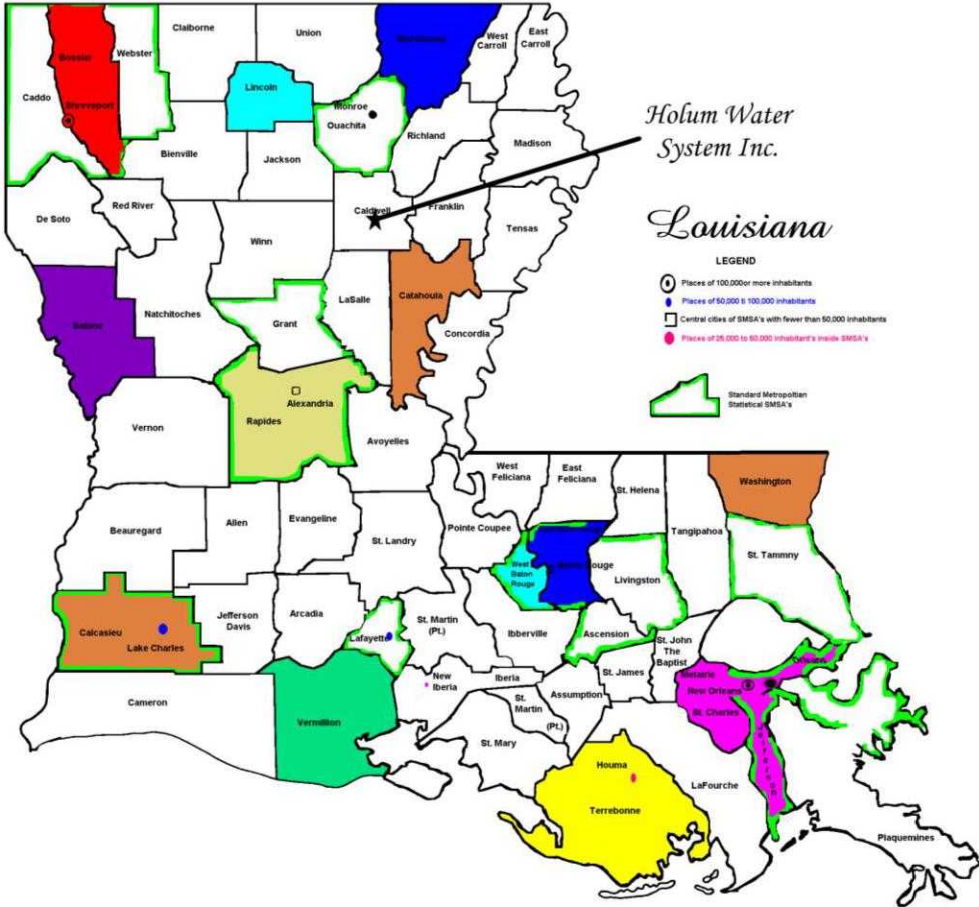 Claiborne
Union
Morehouse
West
Carroll
East
Carroll
Bossier
Webster
Caddo
Lincoln
Shreveport
Monroe
Ouachita
Richland
Madison
Holum Water
System Inc.
Bienville
Jackson
De Soto
Red River
Caldwell
Franklin
Tensas
Winn
Louisiana
LEGEND
Places of 100,000or more inhabitants
Places of 50,000 ti 100,000 inhabitants
Central cities of SMSA's with fewer than 50,000 inhabitants
Places of 25,000 to 50,000 inhabitant's inside SMSA's
Standard Metropoltian
Statistical SMSA's
Natchitoches
LaSalle
Catahoula
Sabine
Grant
Concordia
Alexandria
Rapides
Vernon
Avoyelles
West
Feliciana
East
Feliciana
St. Helena
Washington
Beauregard
Allen
Evangeline
St. Landry
Pointe Coupee
Tangipahoa
St. Tammny
West
Baton
Rouge
Rouge
Livingston
Calcasieu
Lake Charles
Jefferson
Davis
Arcadia
Lafayette
St. Martin
(Pt.)
Ibberville
Ascension
St. John
The
Baptist
Cameron
Vermillion
New
Iberia
Iberia
St.
Martin
(Pt.)
Assumption
St. James
Metairie
Orleans
New Orleans
St. Charles
Jefferson
St. Mary
Houma
Terrebonne
LaFourche
Plaquemines